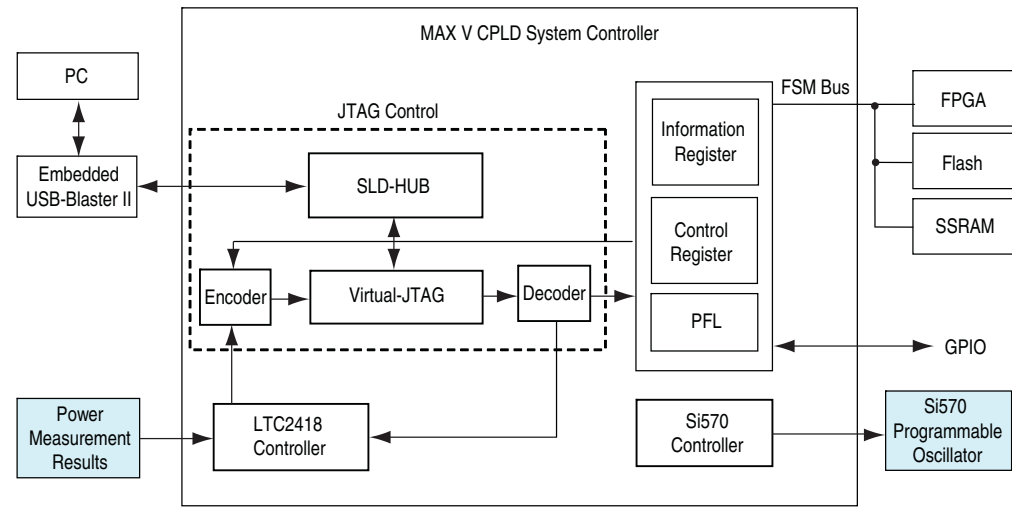 MAX V CPLD System Controller
PC
Embedded
USB-Blaster II
JTAG Control
SLD-HUB
Encoder
Virtual-JTAG
Decoder
Information
Register
Control
Register
PFL
FSM Bus
FPGA
Flash
SSRAM
GPIO
Power
Measurement
Results
LTC2418
Controller
Si570
Controller
Si570
Programmable
Oscillator